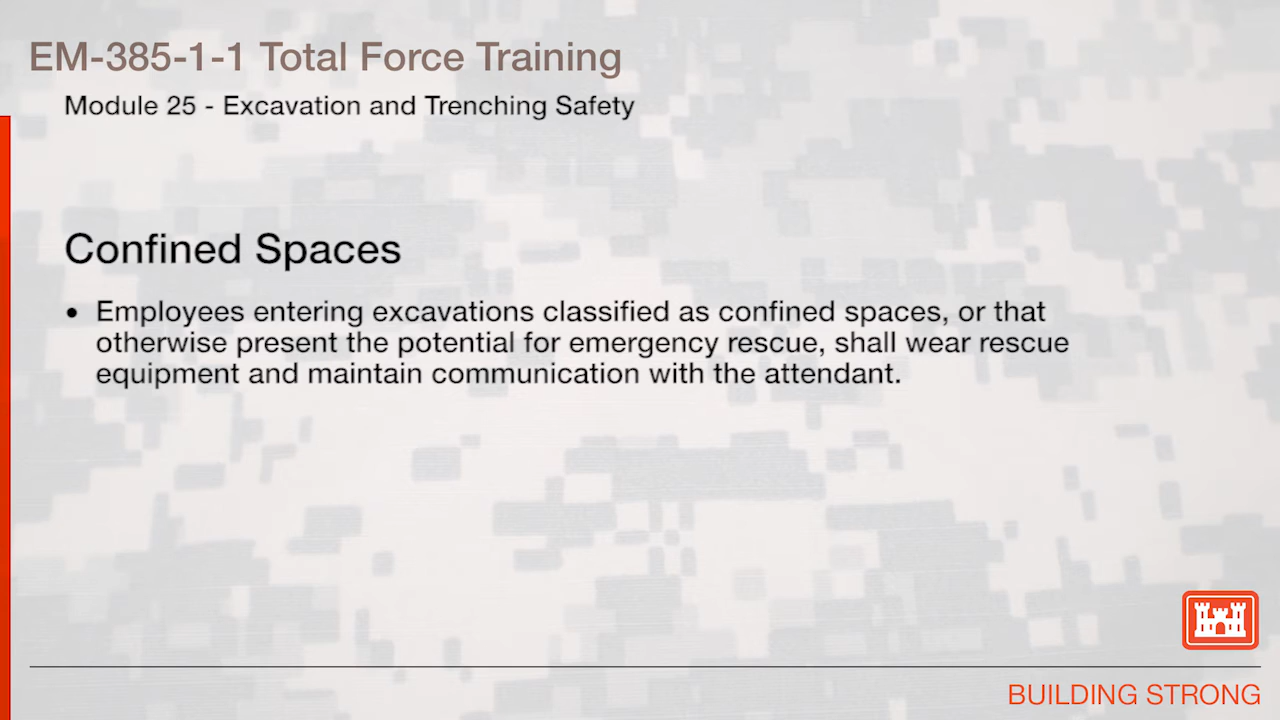 EM-385-1-1 Total Force Training
Module 25 - Excavation and Trenching Safety
Confined Spaces
• Employees entering excavations classified as confined spaces, or that
otherwise present the potential for emergency rescue, shall wear rescue
equipment and maintain communication with the attendant.
BUILDING STRONG